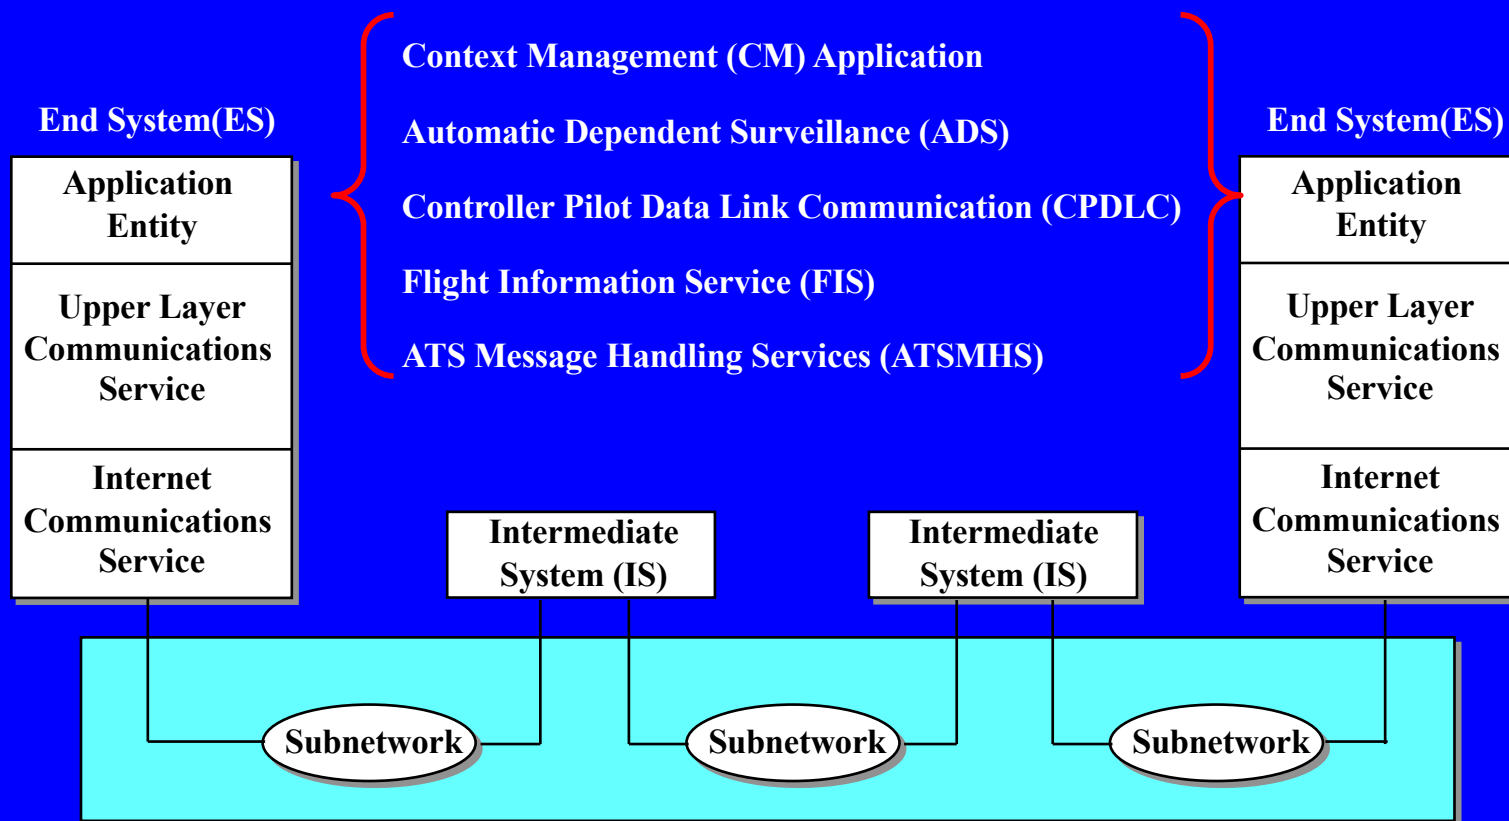 Context Management (CM) Application
Automatic Dependent Surveillance (ADS)
Controller Pilot Data Link Communication (CPDLC)
Flight Information Service (FIS)
ATS Message Handling Services (ATSMHS)
End System(ES)
Application
Entity
Upper Layer
Communications
Service
Internet
Communications
Service
End System(ES)
Application
Entity
Upper Layer
Communications
Service
Internet
Communications
Service
Intermediate
System (IS)
Intermediate
System (IS)
Subnetwork
Subnetwork
Subnetwork